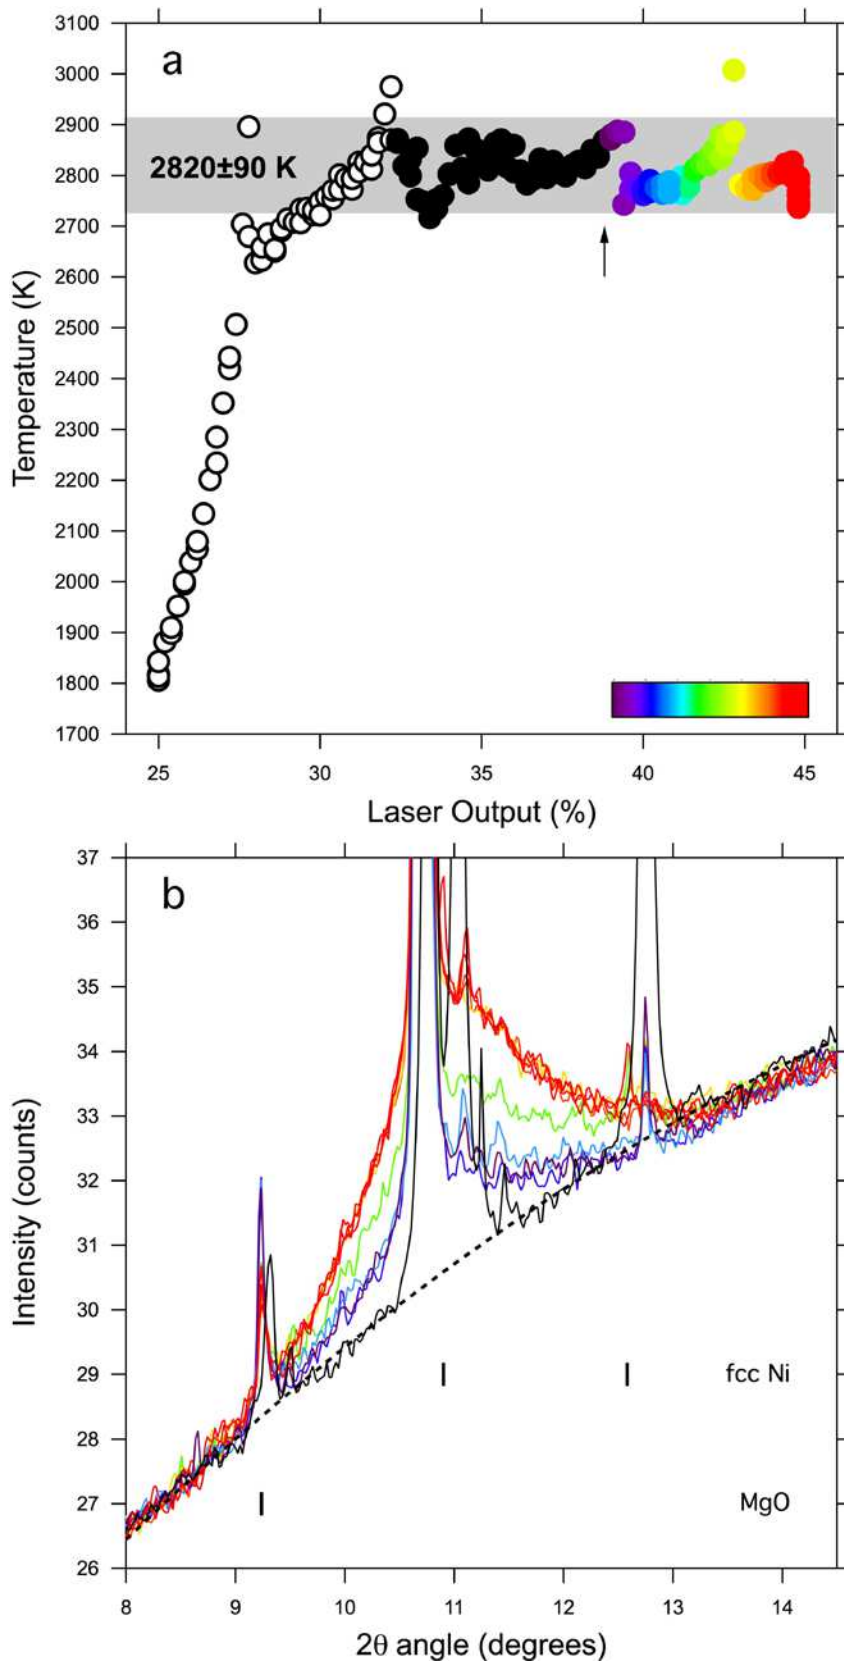 a
3100
3000
2900
2800
2700
2600
2500
2400
2300
2200
2100
2000
1900
1800
1700
2820±90 K
Temperature (K)
25 30 35 40 45
Laser Output (%)
b
37
36
35
34
33
32
31
30
29
28
27
26
Intensity (counts)
fcc Ni
MgO
8 9 10 11 12 13 14
2θ angle (degrees)